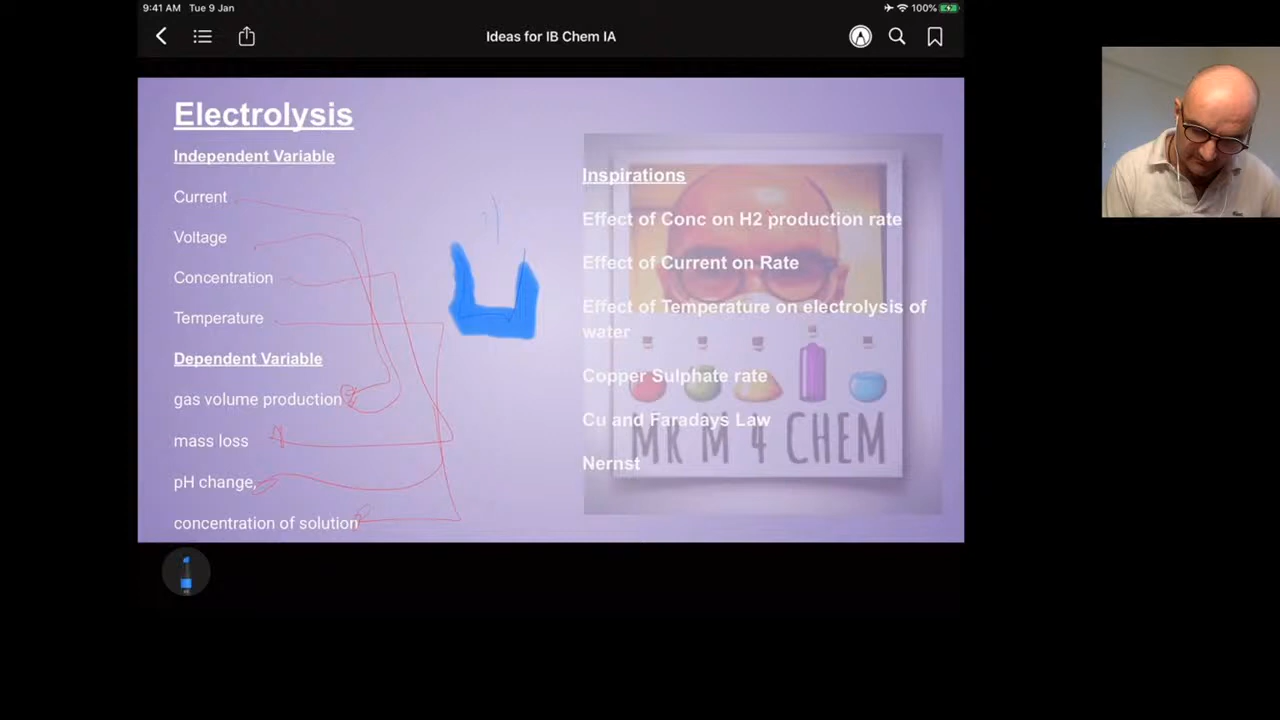 9:41 AM Tue 9 Jan
100%
Ideas for IB Chem IA
Electrolysis
Independent Variable
Current
Voltage
Concentration
Temperature
Dependent Variable
gas volume production
mass loss
pH change,
concentration of solution
Inspirations
Effect of Conc on H2 production rate
Effect of Current on Rate
Effect of Temperature on electrolysis of
water
Copper Sulphate rate
Cu and Faradays Law
MR M 4 CHEM
Nernst